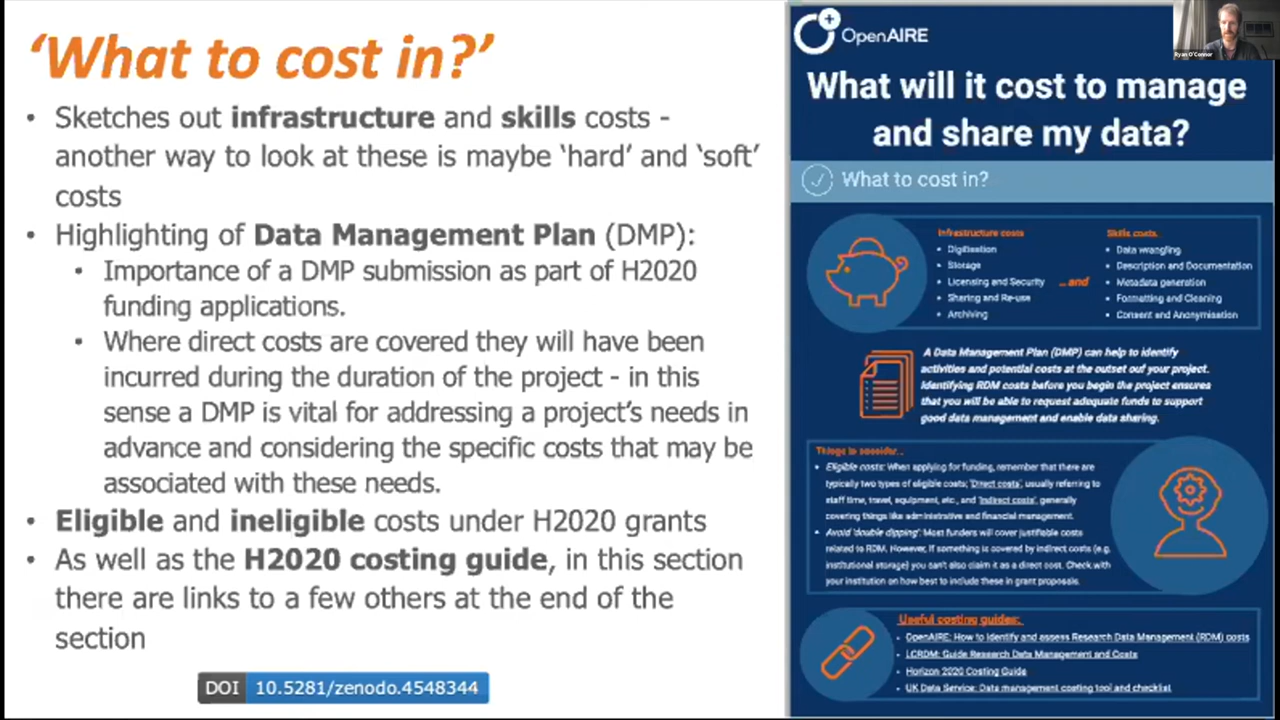 ‘What to cost in?’
• Sketches out infrastructure and skills costs -
another way to look at these is maybe ‘hard’ and ‘soft’
costs
• Highlighting of Data Management Plan (DMP):
• Importance of a DMP submission as part of H2020
funding applications.
• Where direct costs are covered they will have been
incurred during the duration of the project - in this
sense a DMP is vital for addressing a project’s needs in
advance and considering the specific costs that may be
associated with these needs.
• Eligible and ineligible costs under H2020 grants
• As well as the H2020 costing guide, in this section
there are links to a few others at the end of the
section
DOI 10.5281/zenodo.4548344
OpenAIRE
Ryan O'Connor
What will it cost to manage
and share my data?
What to cost in?
Infrastructure costs
• Digitisation
• Storage
• Licensing and Security
• Sharing and Re-use
• Archiving
...and
Skills costs...
• Data wrangling
• Description and Documentation
• Metadata generation
• Formatting and Cleaning
• Consent and Anonymisation
A Data Management Plan (DMP) can help to identify
activities and potential costs at the outset out your project.
Identifying RDM costs before you begin the project ensures
that you will be able to request adequate funds to support
good data management and enable data sharing.
Things to consider...
• Eligible costs: When applying for funding, remember that there are
typically two types of eligible costs; 'Direct costs', usually referring to
staff time, travel, equipment, etc., and 'Indirect costs', generally
covering things like administrative and financial management.
• Avoid 'double dipping': Most funders will cover justifiable costs
related to RDM. However, if something is covered by indirect costs (e.g.
institutional storage) you can't also claim it as a direct cost. Check with
your institution on how best to include these in grant proposals.
Useful costing guides:
• OpenAIRE: How to identify and assess Research Data Management (RDM) costs
• LCRDM: Guide Research Data Management and Costs
• Horizon 2020 Costing Guide
• UK Data Service: Data management costing tool and checklist